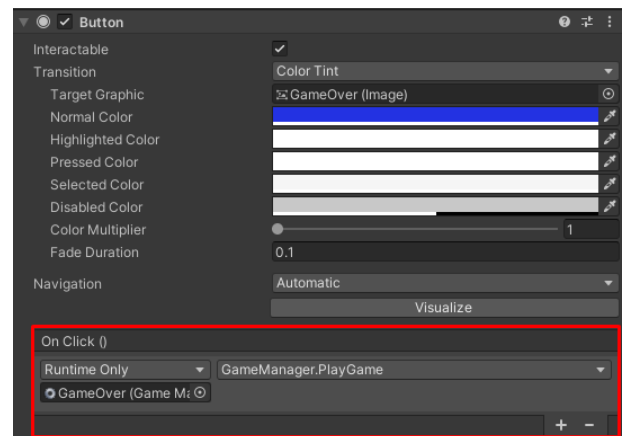 Button
Interactable
Transition Color Tint
Target Graphic GameOver (Image)
Normal Color
Highlighted Color
Pressed Color
Selected Color
Disabled Color
Color Multiplier 1
Fade Duration 0.1
Navigation Automatic
Visualize
On Click ()
Runtime Only GameManager.PlayGame
GameOver (Game Ma
+ -